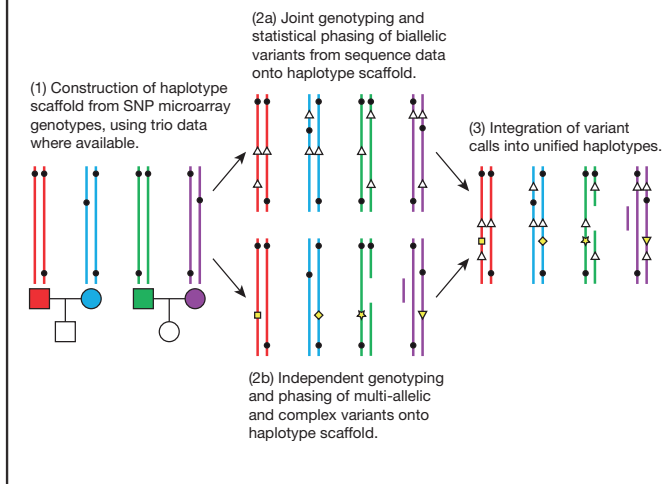 (2a) Joint genotyping and
statistical phasing of biallelic
variants from sequence data
onto haplotype scaffold.
(1) Construction of haplotype
scaffold from SNP microarray
genotypes, using trio data
where available.
(3) Integration of variant
calls into unified haplotypes.
(2b) Independent genotyping
and phasing of multi-allelic
and complex variants onto
haplotype scaffold.